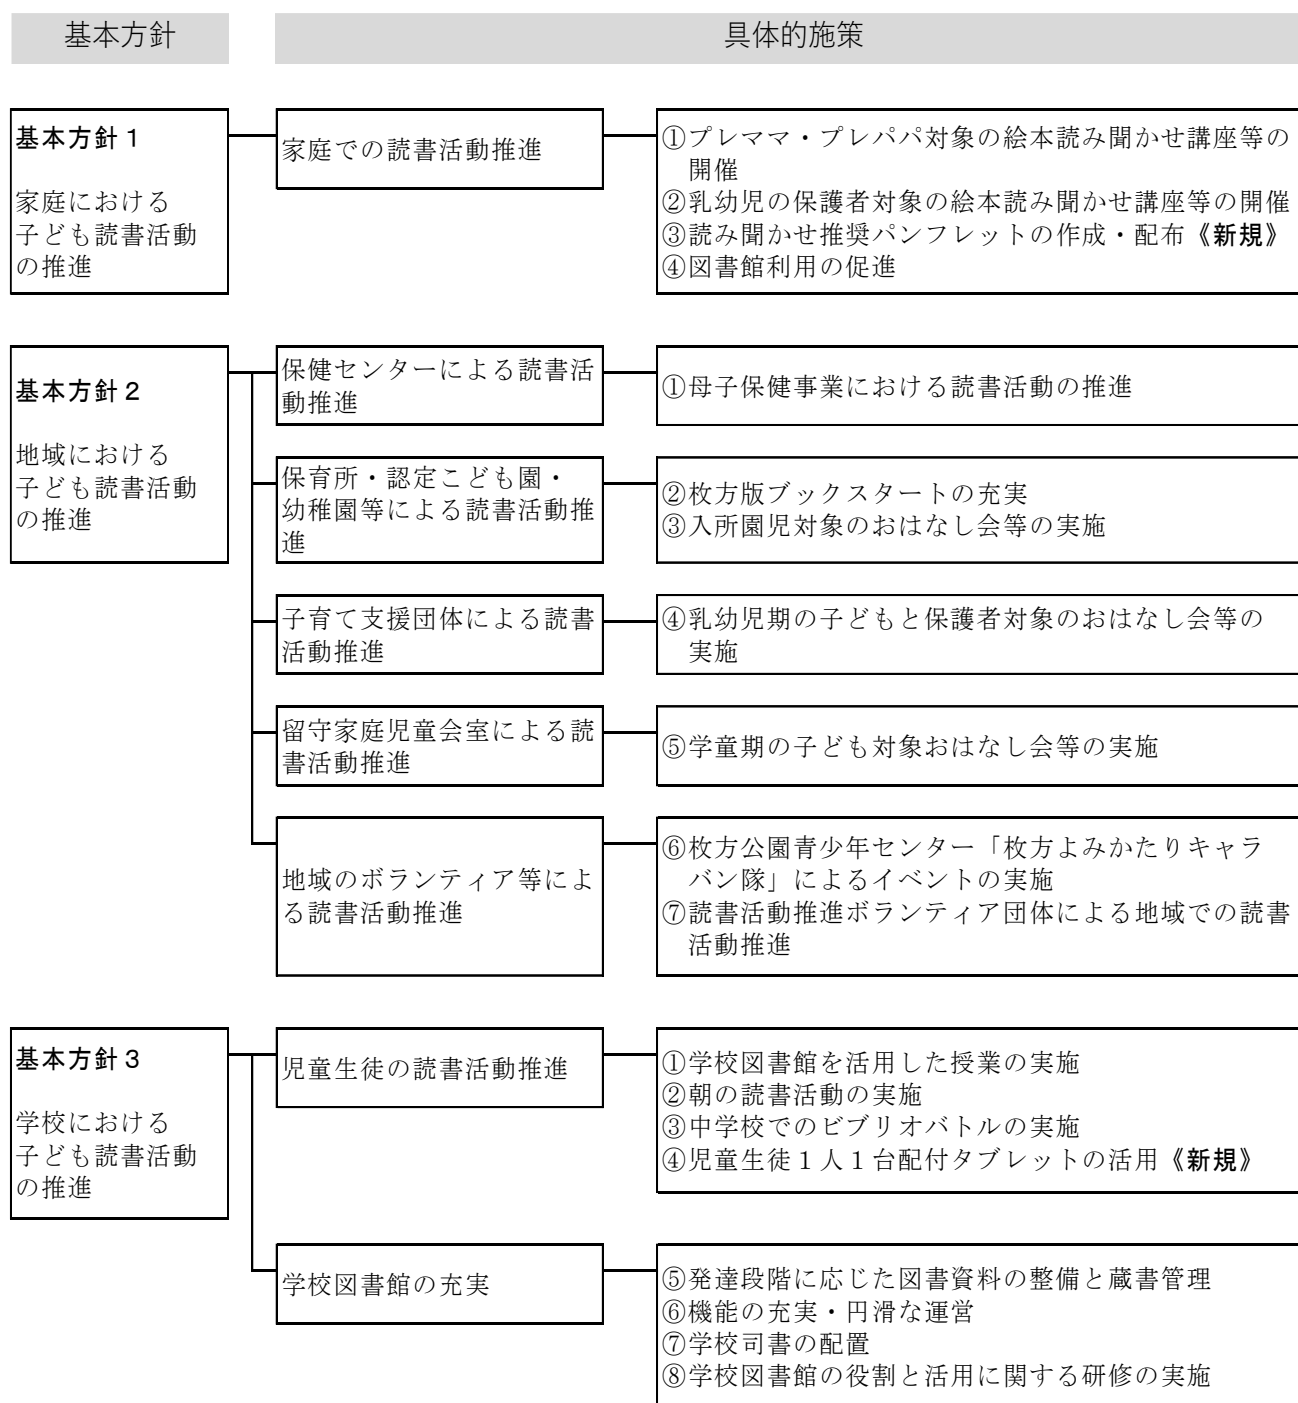 基本方針
具体的施策
基本方針１
家庭における
子ども読書活動
の推進
家庭での読書活動推進
①プレママ・プレパパ対象の絵本読み聞かせ講座等の
開催
②乳幼児の保護者対象の絵本読み聞かせ講座等の開催
③読み聞かせ推奨パンフレットの作成・配布《新規》
④図書館利用の促進
基本方針２
地域における
子ども読書活動
の推進
保健センターによる読書活
動推進
①母子保健事業における読書活動の推進
保育所・認定こども園・
幼稚園等による読書活動推
進
②枚方版ブックスタートの充実
③入所園児対象のおはなし会等の実施
子育て支援団体による読書
活動推進
④乳幼児期の子どもと保護者対象のおはなし会等の
実施
留守家庭児童会室による読
書活動推進
⑤学童期の子ども対象おはなし会等の実施
地域のボランティア等によ
る読書活動推進
⑥枚方公園青少年センター「枚方よみかたりキャラ
バン隊」によるイベントの実施
⑦読書活動推進ボランティア団体による地域での読書
活動推進
基本方針３
学校における
子ども読書活動
の推進
児童生徒の読書活動推進
①学校図書館を活用した授業の実施
②朝の読書活動の実施
③中学校でのビブリオバトルの実施
④児童生徒１人１台配付タブレットの活用《新規》
学校図書館の充実
⑤発達段階に応じた図書資料の整備と蔵書管理
⑥機能の充実・円滑な運営
⑦学校司書の配置
⑧学校図書館の役割と活用に関する研修の実施